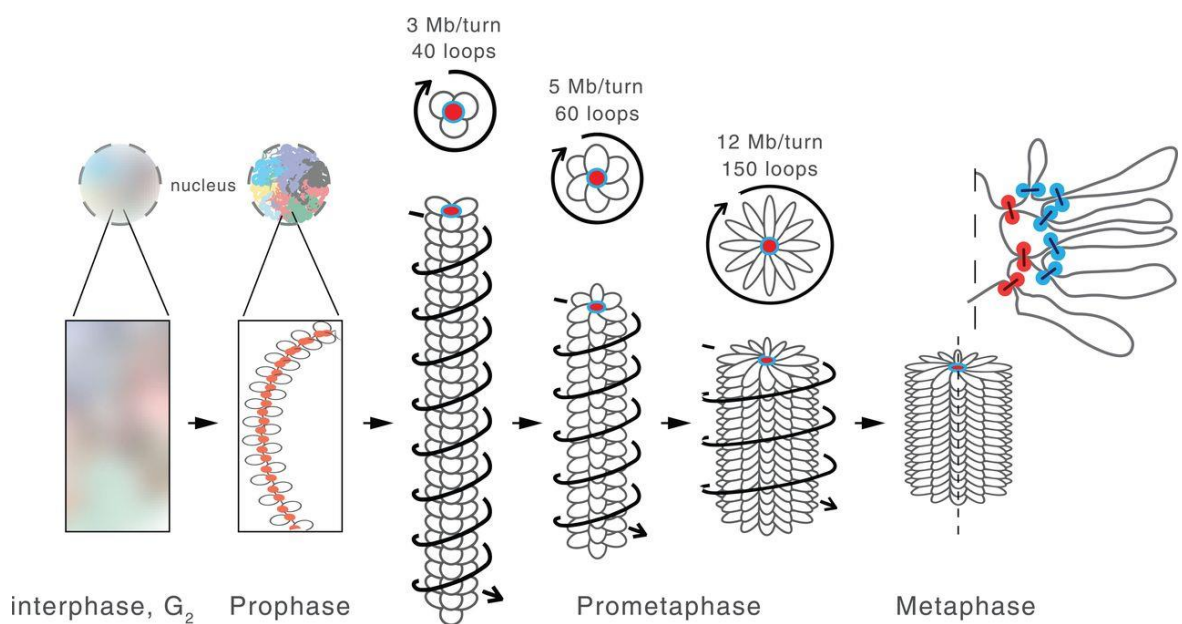 3 Mb/turn
40 loops
5 Mb/turn
60 loops
12 Mb/turn
150 loops
nucleus
interphase, G₂
Prophase
Prometaphase
Metaphase